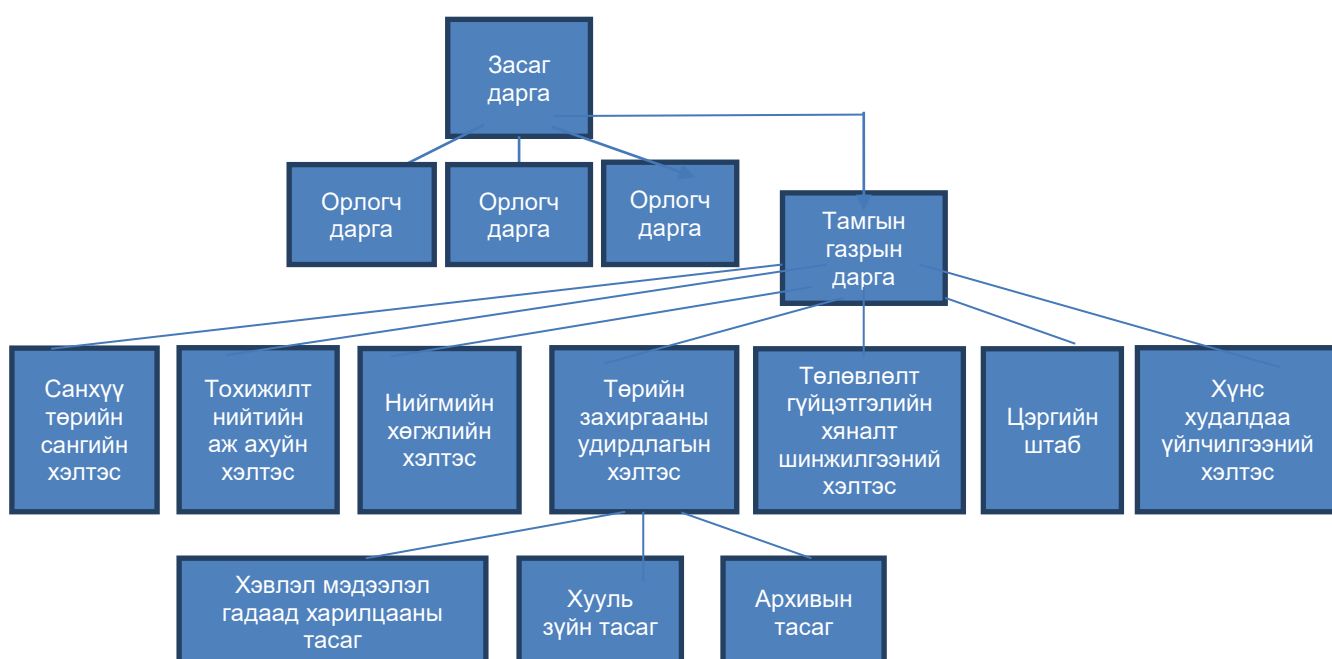 Засаг
дарга
Орлогч
дарга
Орлогч
дарга
Орлогч
дарга
Тамгын
газрын
дарга
Санхүү
төрийн
сангийн
хэлтэс
Тохижилт
нийтийн
аж ахуйн
хэлтэс
Нийгмийн
хөгжлийн
хэлтэс
Төрийн
захиргааны
удирдлагын
хэлтэс
Төлөвлөлт
гүйцэтгэлийн
хяналт
шинжилгээний
хэлтэс
Цэргийн
штаб
Хүнс
худалдаа
үйлчилгээний
хэлтэс
Хэвлэл мэдээлэл
гадаад харилцааны
тасаг
Хууль
зүйн тасаг
Архивын
тасаг